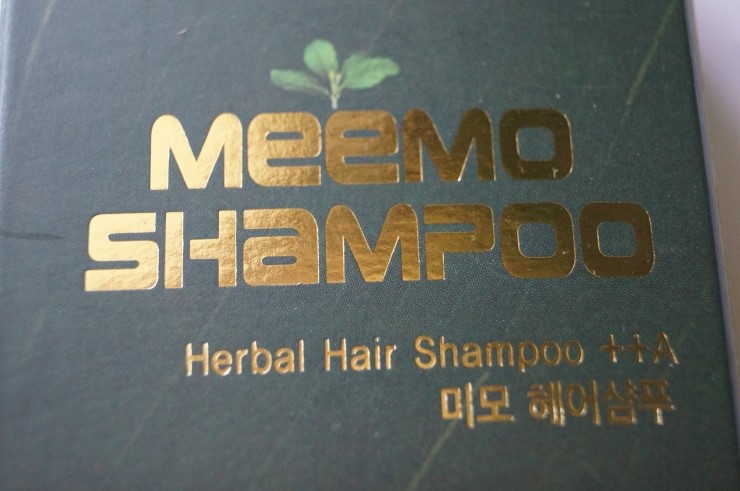 MeeMO
SHaMPOO
Herbal Hair Shampoo ++A
미모 헤어샴푸